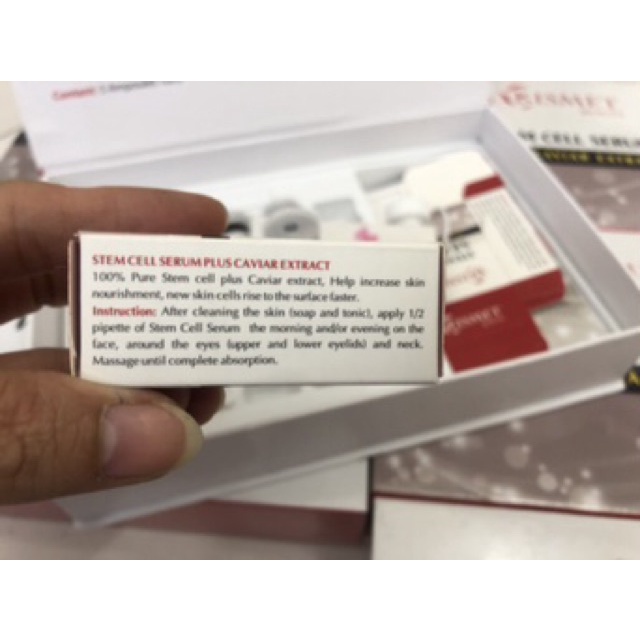 STEM CELL SERUM PLUS CAVIAR EXTRACT
100% Pure Stem cell plus Caviar extract, Help increase skin
nourishment, new skin cells rise to the surface faster.
Instruction: After cleaning the skin (soap and tonic), apply 1/2
pipette of Stem Cell Serum the morning and/or evening on the
face, around the eyes (upper and lower eyelids) and neck.
Massage until complete absorption.
CELL SERUM